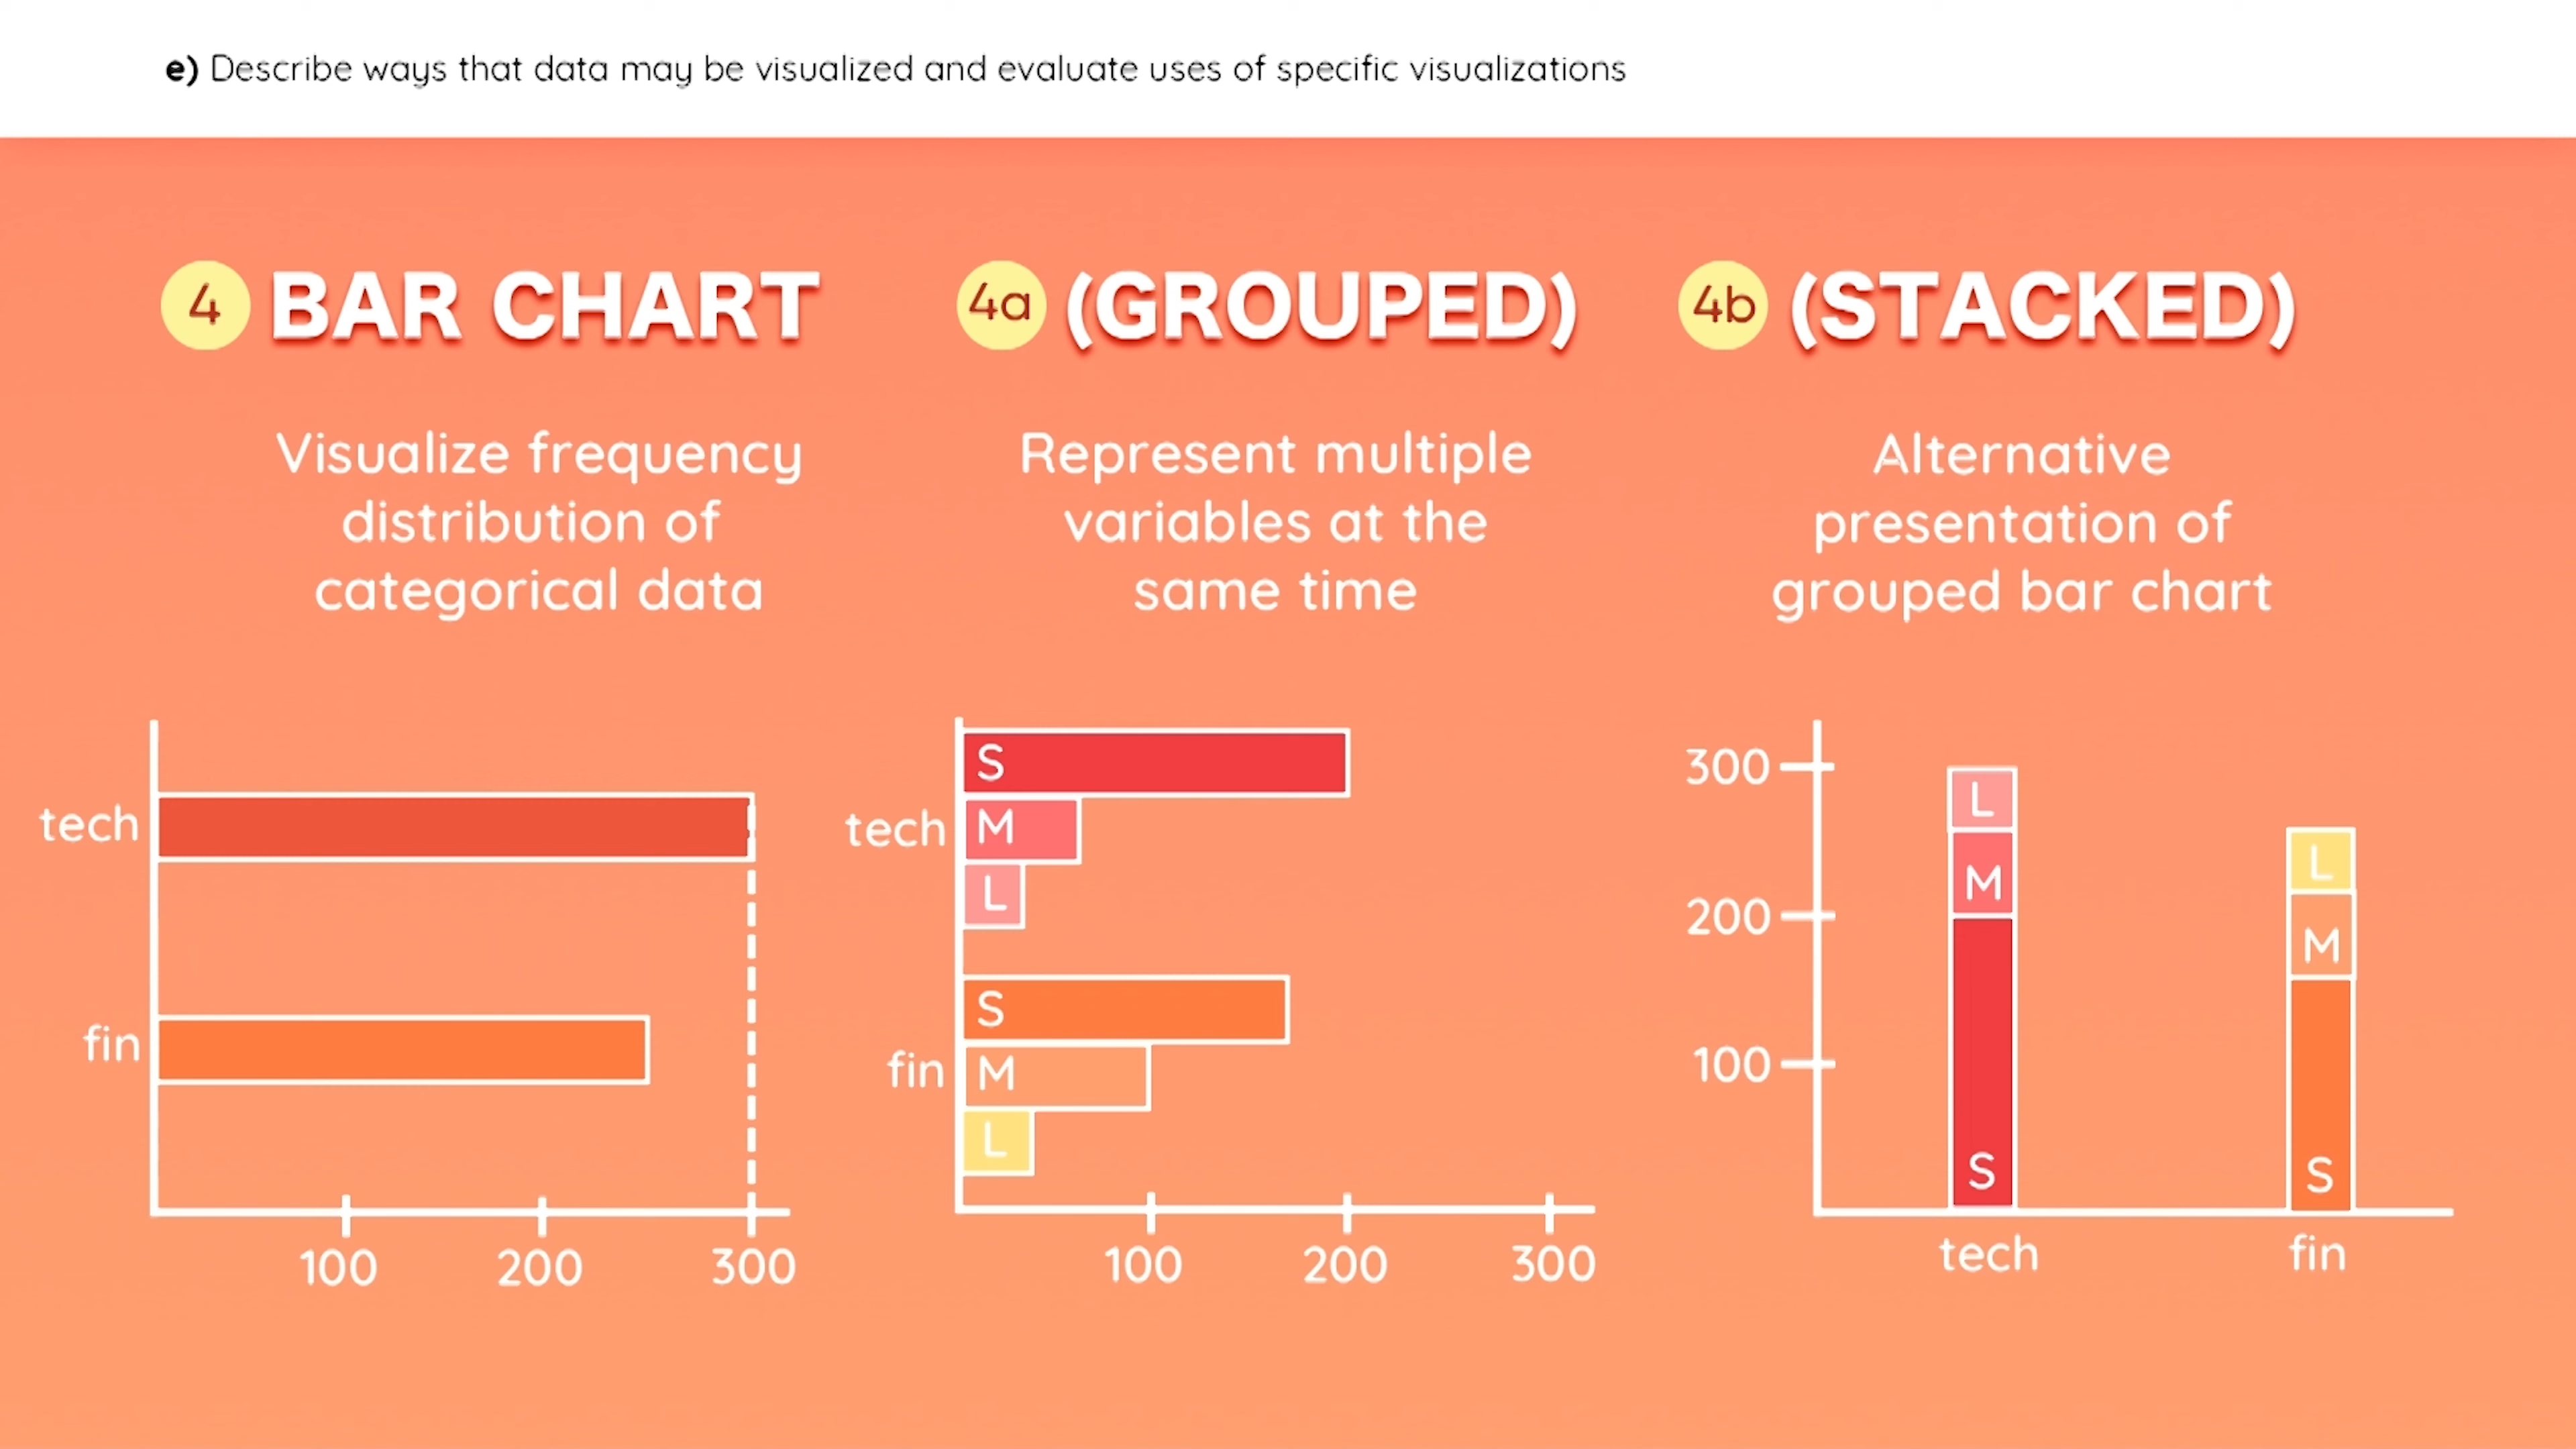 e) Describe ways that data may be visualized and evaluate uses of specific visualizations
4 BAR CHART
Visualize frequency
distribution of
categorical data
tech
fin
100 200 300
4a (GROUPED)
Represent multiple
variables at the
same time
S
tech M
L
S
fin M
L
100 200 300
4b (STACKED)
Alternative
presentation of
grouped bar chart
300
200
100
L
M
S
L
M
S
tech fin